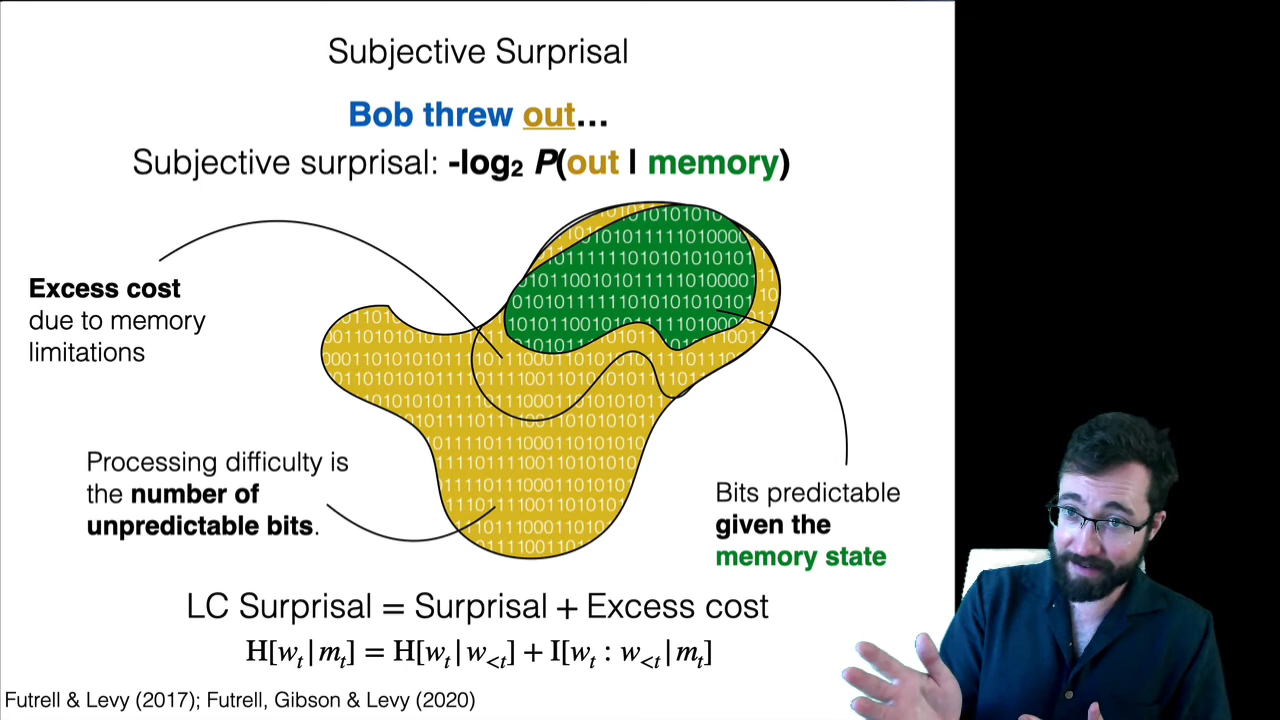 Subjective Surprisal
Bob threw out...
Subjective surprisal: -log₂ P(out | memory)
Excess cost
due to memory
limitations
Processing difficulty is
the number of
unpredictable bits.
Bits predictable
given the
memory state
LC Surprisal = Surprisal + Excess cost
H[wₜ|mₜ] = H[wₜ|w<ₜ] + I[wₜ : w<ₜ|mₜ]
Futrell & Levy (2017); Futrell, Gibson & Levy (2020)